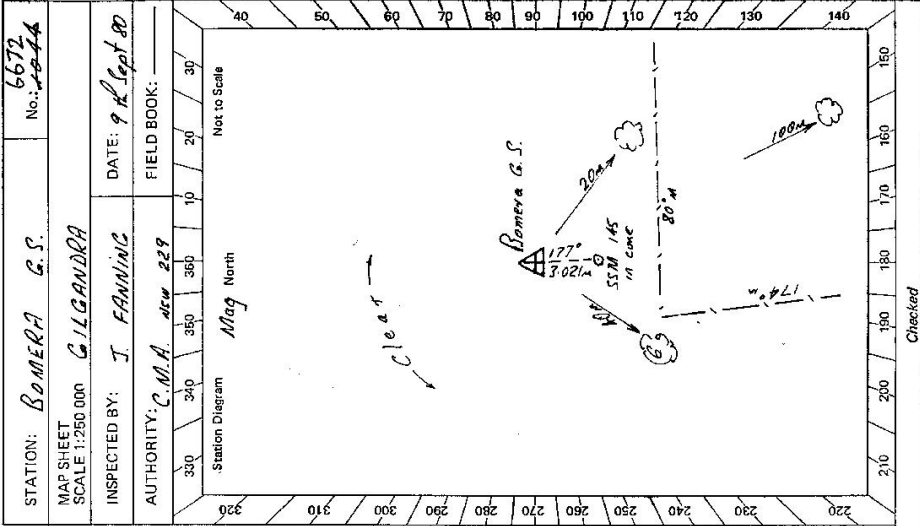 STATION: BOMERA G.S.
No.: 6672
MAP SHEET
SCALE 1:250 000 GILGANDRA
INSPECTED BY: J. FANNING
DATE: 9th Sept 80
AUTHORITY: C.M.A. NSW 229
FIELD BOOK:
330 340 350 360 10 20 30
Station Diagram
Mag North
Not to Scale
320 310 300 290 280 270 260 250 240 230 220
40 50 60 70 80 90 100 110 120 130 140
Clear
Bomera G.S.
177°
3.021m
SSM 145
in cone
20m
80°M
174°M
100m
210 200 190 180 170 160 150
Checked